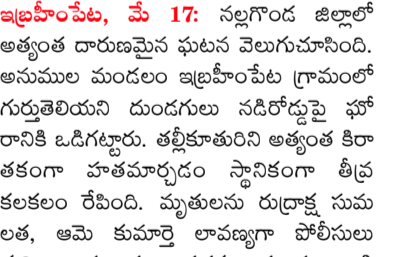 ఇబ్రహీంపేట, మే 17: నల్లగొండ జిల్లాలో
అత్యంత దారుణమైన ఘటన వెలుగుచూసింది.
అనుముల మండలం ఇబ్రహీంపేట గ్రామంలో
గుర్తుతెలియని దుండగులు నడిరోడ్డుపై ఘో
రానికి ఒడిగట్టారు. తల్లీకూతురిని అత్యంత కిరా
తకంగా హతమార్చడం స్థానికంగా తీవ్ర
కలకలం రేపింది. మృతులను రుద్రాక్ష సుమ
లత, ఆమె కుమార్తె లావణ్యగా పోలీసులు